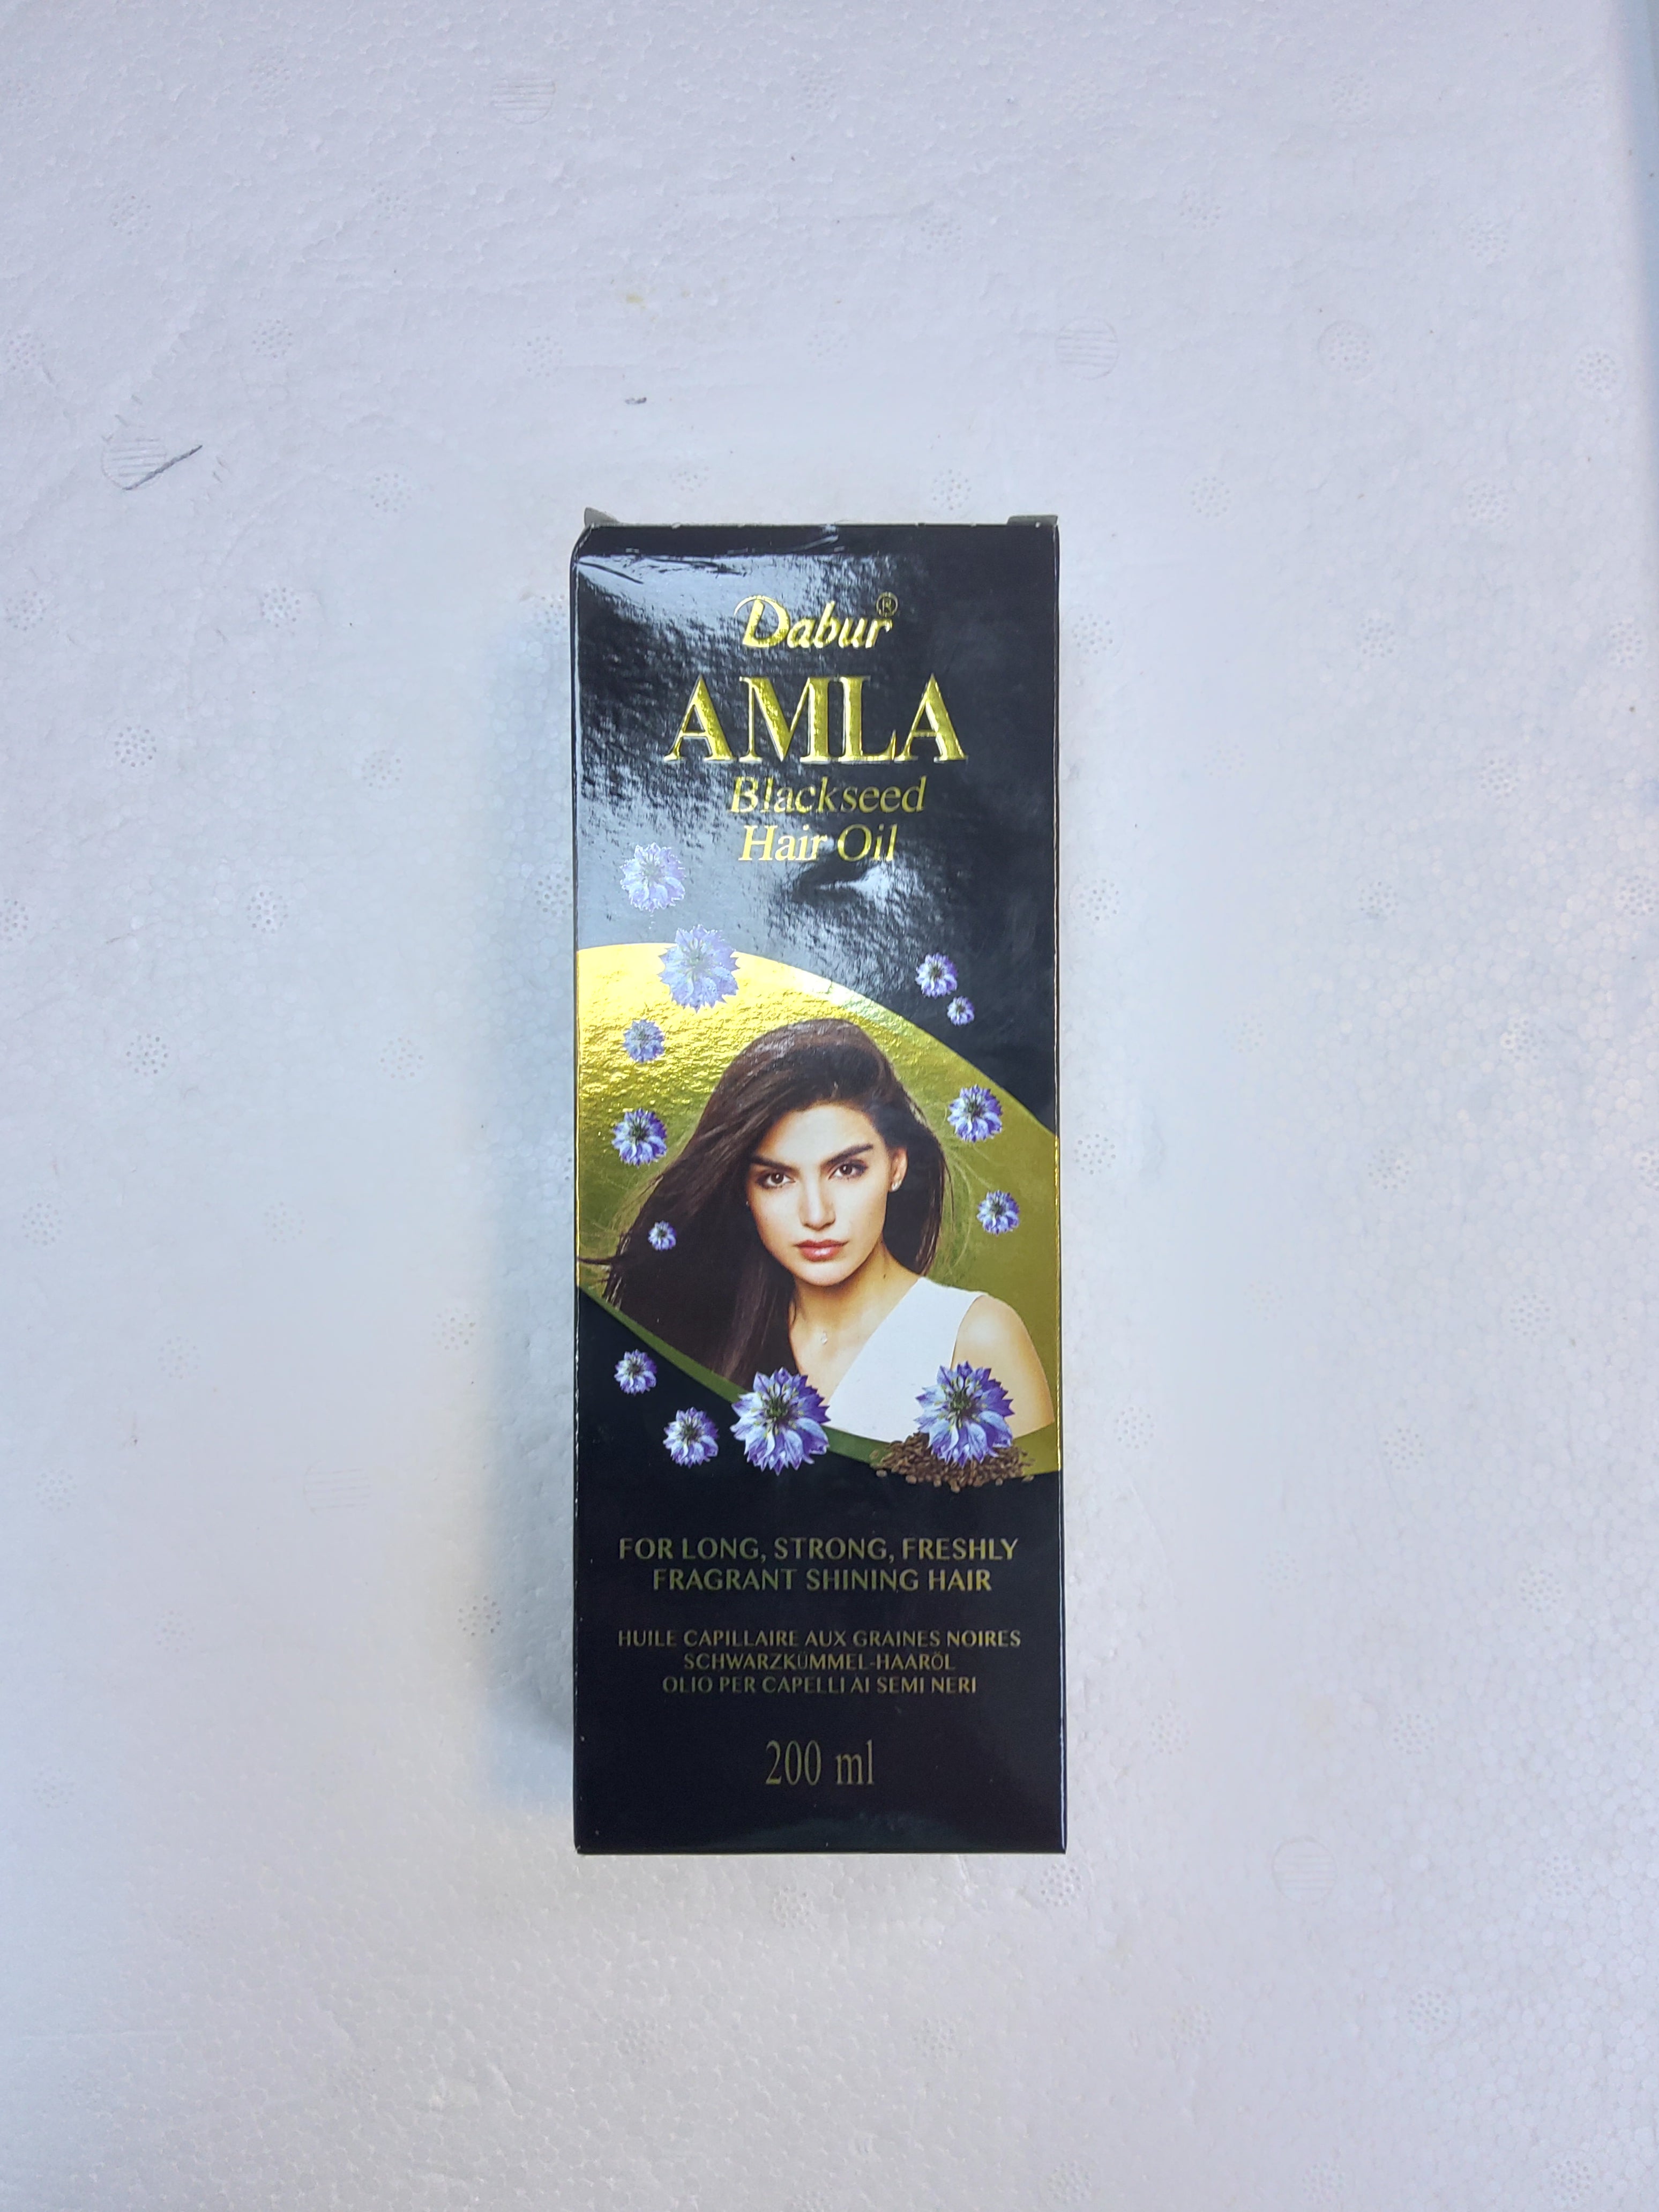 Dabur®
AMLA
Blackseed
Hair Oil
FOR LONG, STRONG, FRESHLY
FRAGRANT SHINING HAIR
HUILE CAPILLAIRE AUX GRAINES NOIRES
SCHWARZKÜMMEL-HAARÖL
OLIO PER CAPELLI AI SEMI NERI
200 ml